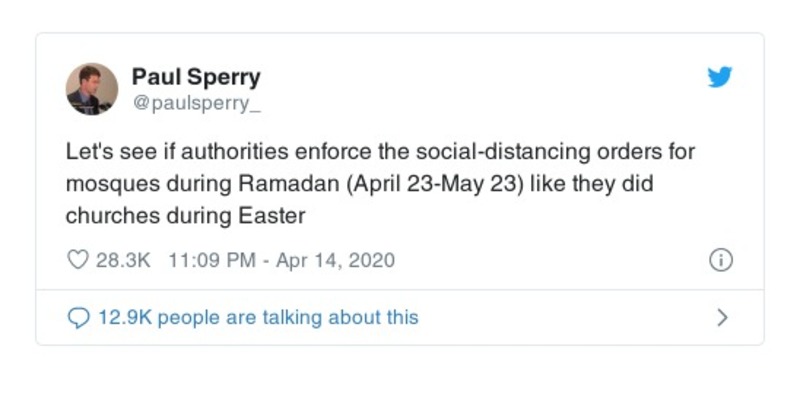 Paul Sperry
@paulsperry_
Let's see if authorities enforce the social-distancing orders for
mosques during Ramadan (April 23-May 23) like they did
churches during Easter
28.3K 11:09 PM - Apr 14, 2020
12.9K people are talking about this